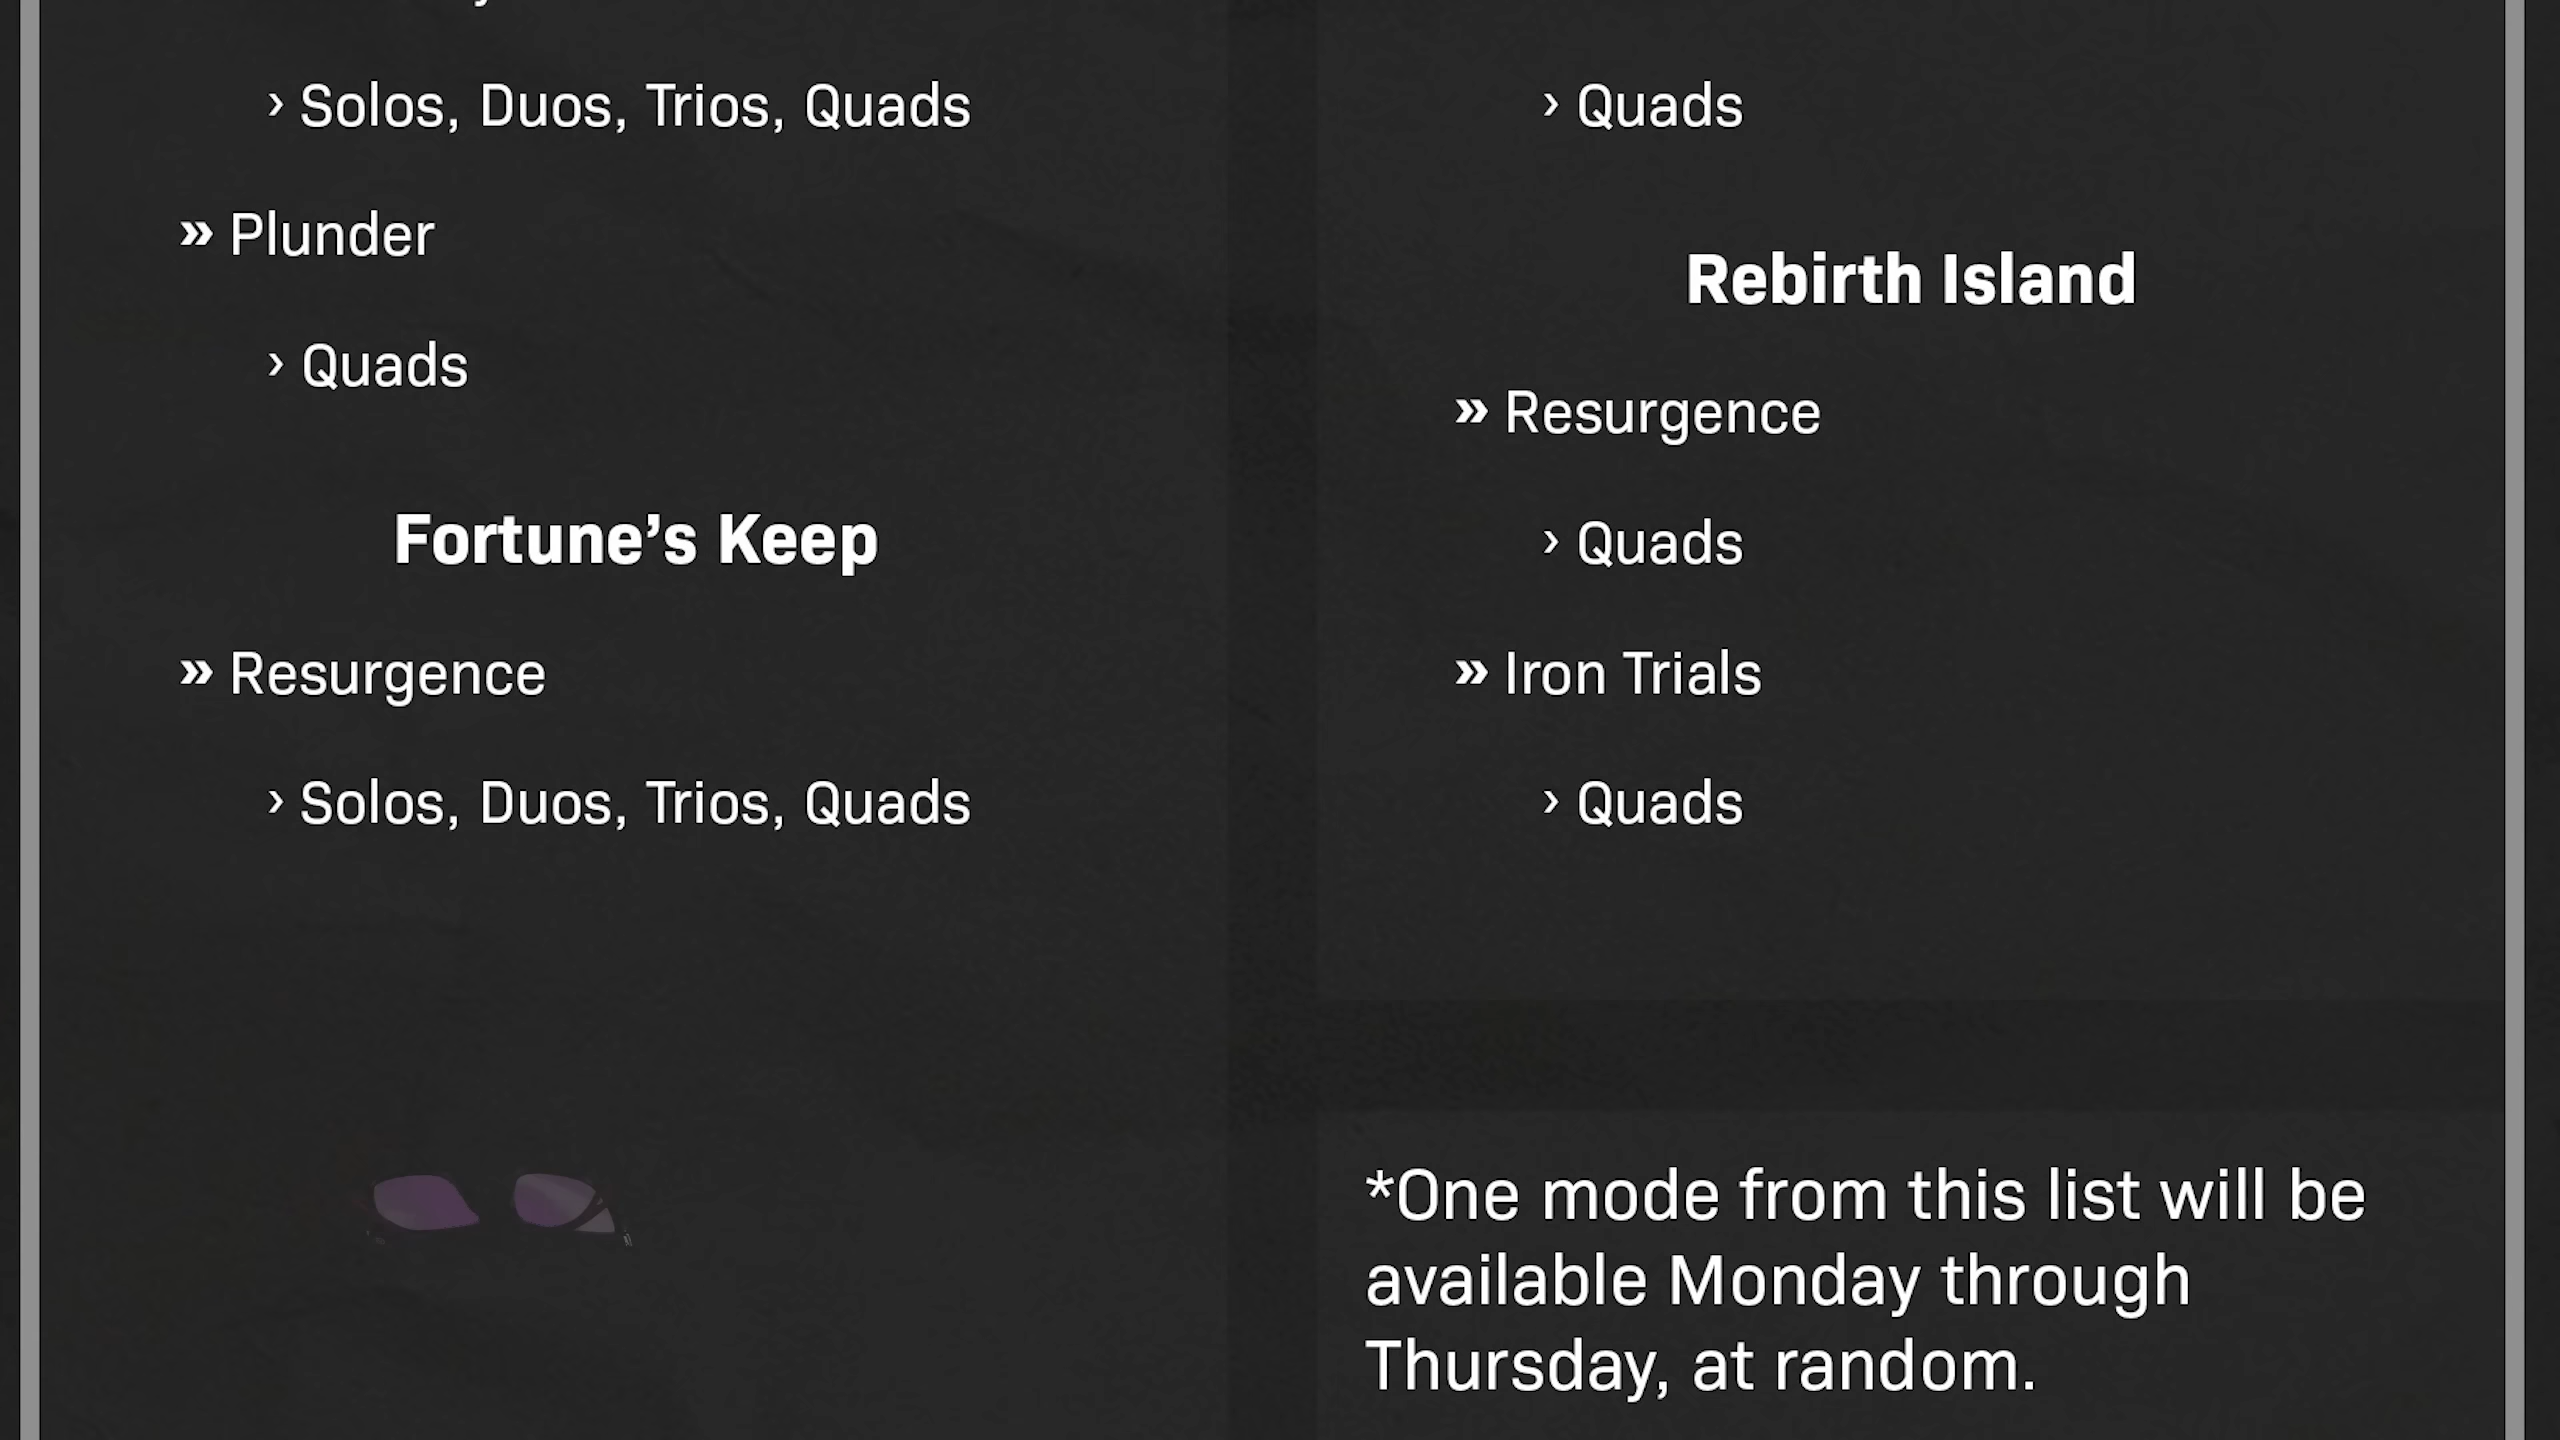 › Solos, Duos, Trios, Quads
» Plunder
› Quads
Fortune’s Keep
» Resurgence
› Solos, Duos, Trios, Quads
› Quads
Rebirth Island
» Resurgence
› Quads
» Iron Trials
› Quads
*One mode from this list will be
available Monday through
Thursday, at random.